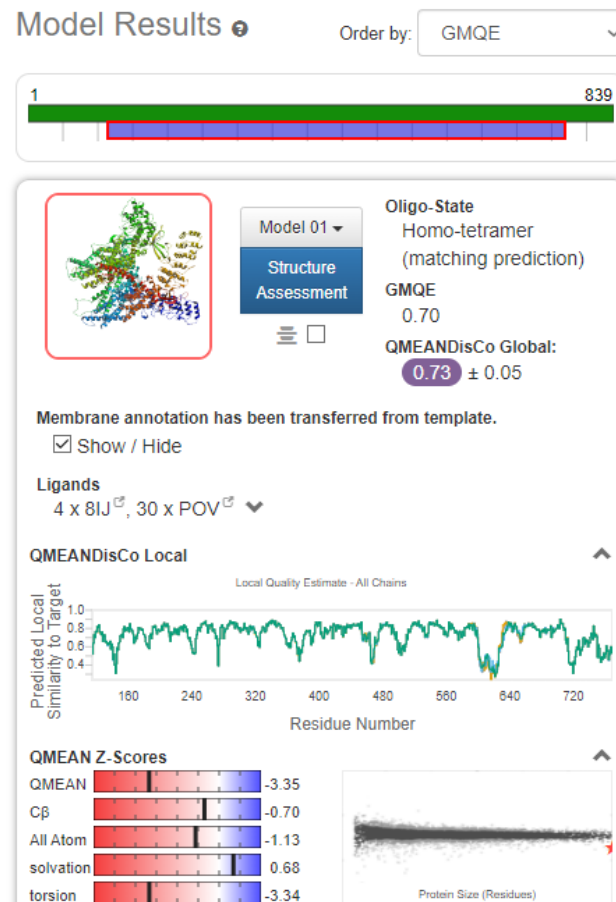 Model Results ?
Order by: GMQE
1 839
Model 01
Structure
Assessment
Oligo-State
Homo-tetramer
(matching prediction)
GMQE
0.70
QMEANDisCo Global:
0.73 ± 0.05
Membrane annotation has been transferred from template.
Show / Hide
Ligands
4 x 8IJ, 30 x POV
QMEANDisCo Local
Local Quality Estimate - All Chains
Predicted Local
Similarity to Target
1.0
0.8
0.6
0.4
160 240 320 400 480 560 640 720
Residue Number
QMEAN Z-Scores
QMEAN -3.35
Cβ -0.70
All Atom -1.13
solvation 0.68
torsion -3.34
Protein Size (Residues)